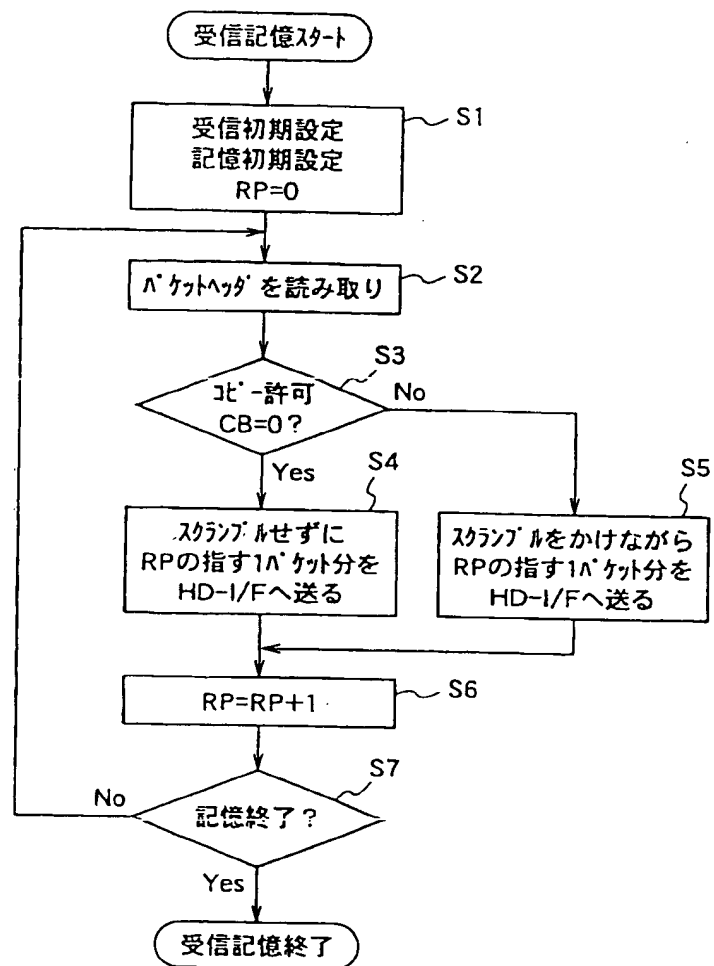 受信記憶スタート
受信初期設定
記憶初期設定
RP=0
S1
パケットヘッダを読み取り
S2
コピー許可
CB=0?
S3
No
Yes
S4
スクランブルせずに
RPの指す1パケット分を
HD-I/Fへ送る
S5
スクランブルをかけながら
RPの指す1パケット分を
HD-I/Fへ送る
RP=RP+1
S6
S7
No
記憶終了?
Yes
受信記憶終了